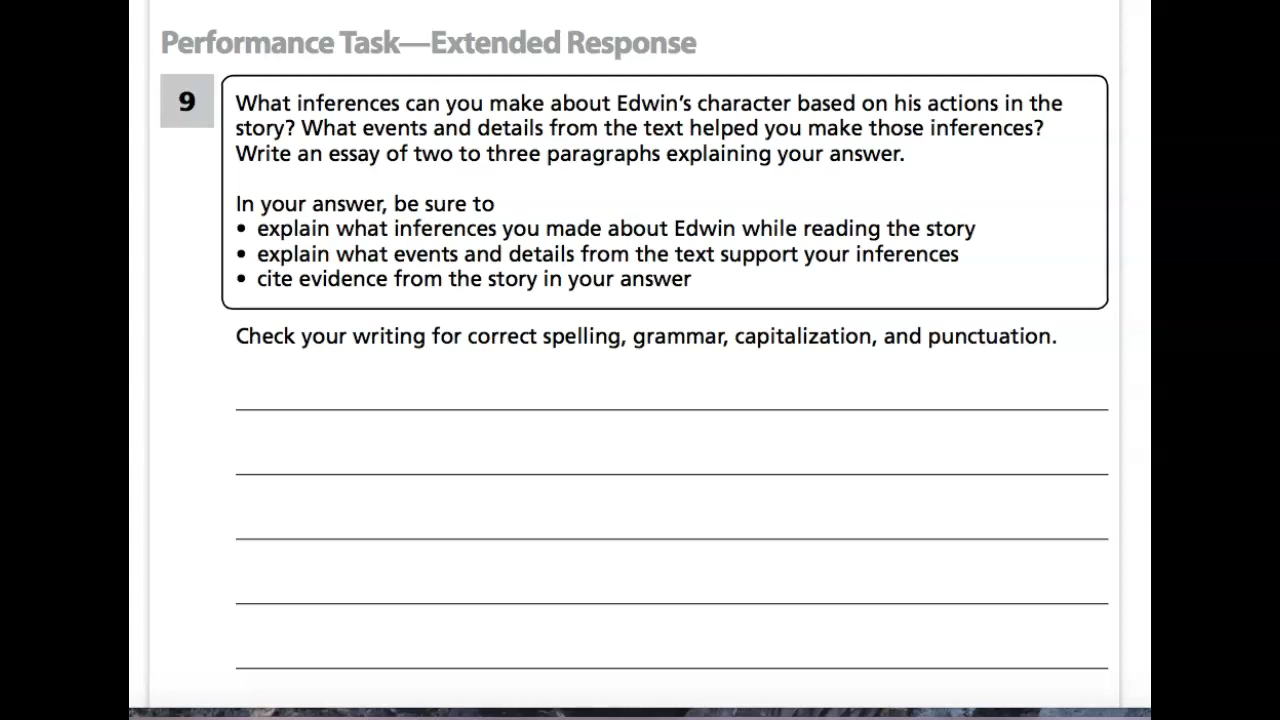 Performance Task—Extended Response
9
What inferences can you make about Edwin's character based on his actions in the
story? What events and details from the text helped you make those inferences?
Write an essay of two to three paragraphs explaining your answer.
In your answer, be sure to
• explain what inferences you made about Edwin while reading the story
• explain what events and details from the text support your inferences
• cite evidence from the story in your answer
Check your writing for correct spelling, grammar, capitalization, and punctuation.